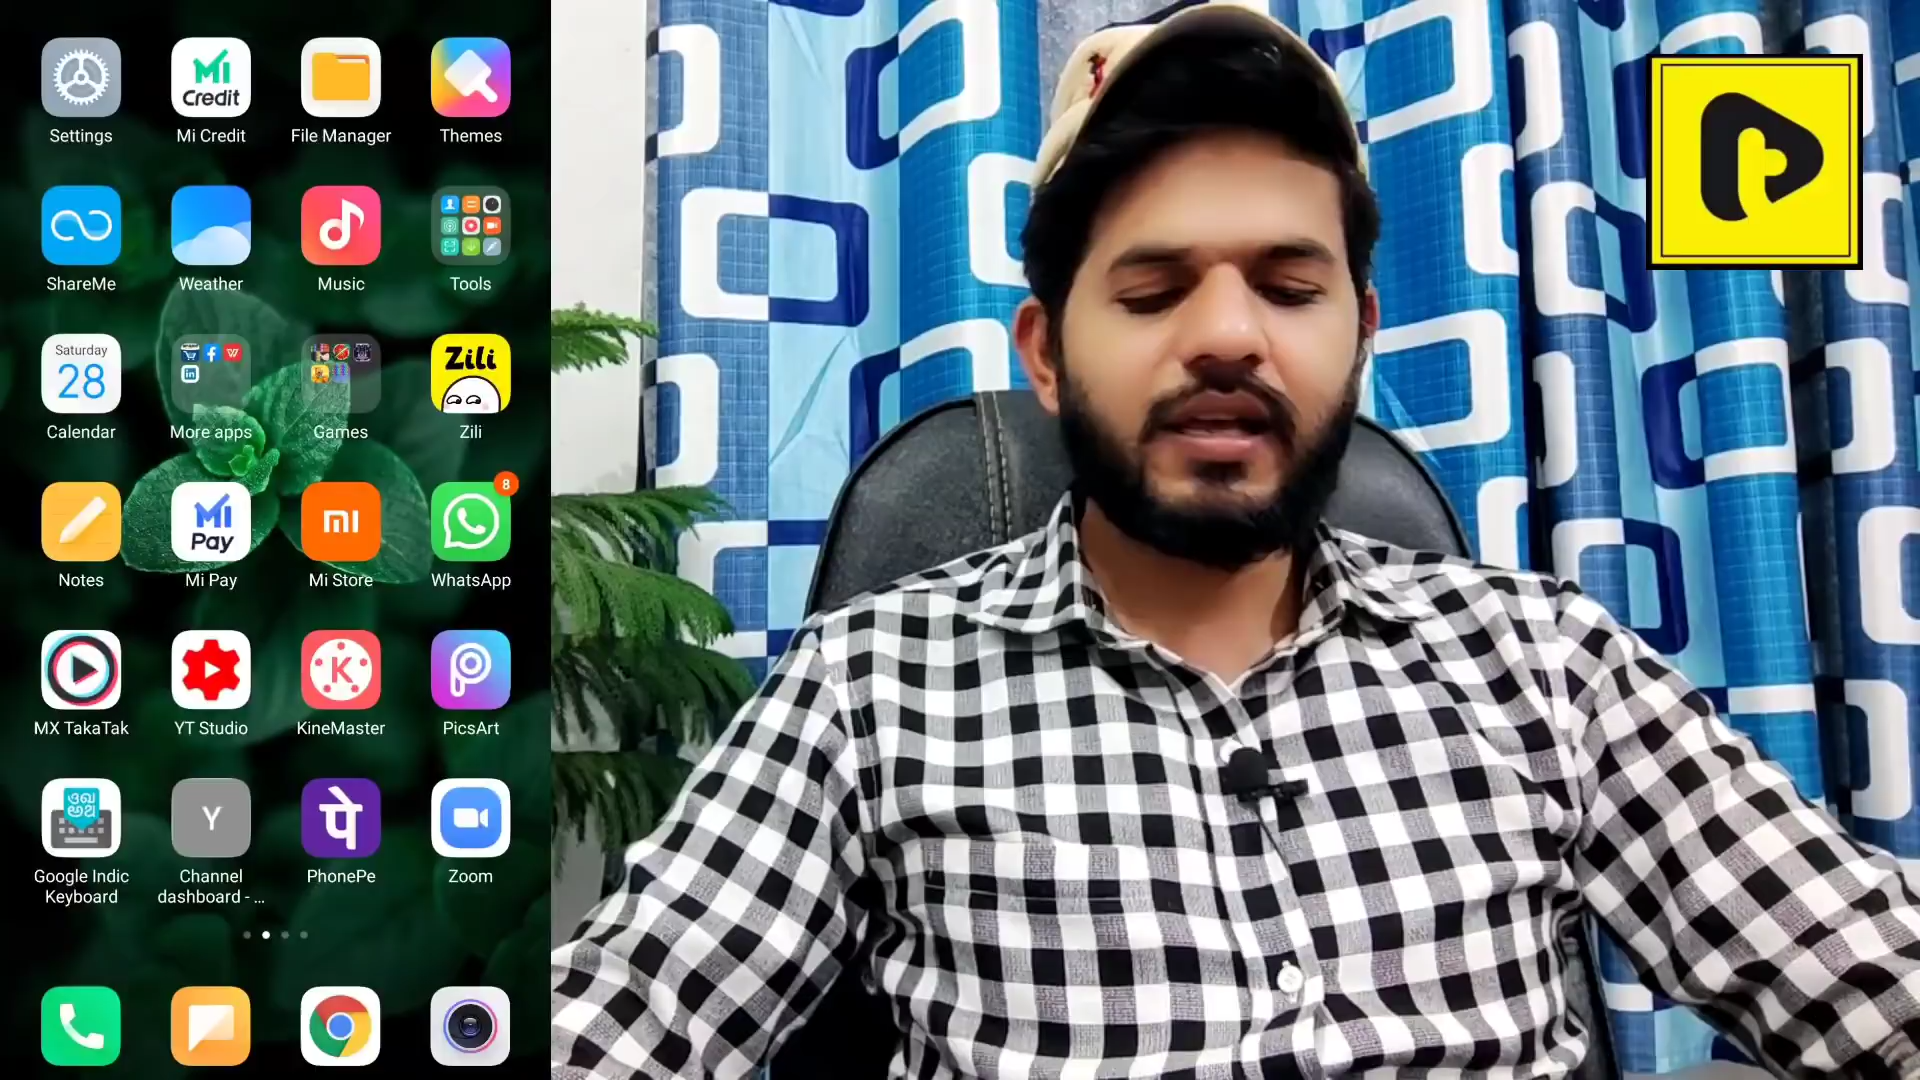 Settings
Mi Credit
File Manager
Themes
Mi
Credit
ShareMe
Weather
Music
Tools
Saturday
28
Zili
Calendar
More apps
Games
Zili
8
Mi
Pay
mi
Notes
Mi Pay
Mi Store
WhatsApp
K
MX TakaTak
YT Studio
KineMaster
PicsArt
Y
पे
Google Indic
Keyboard
Channel
dashboard - ...
PhonePe
Zoom